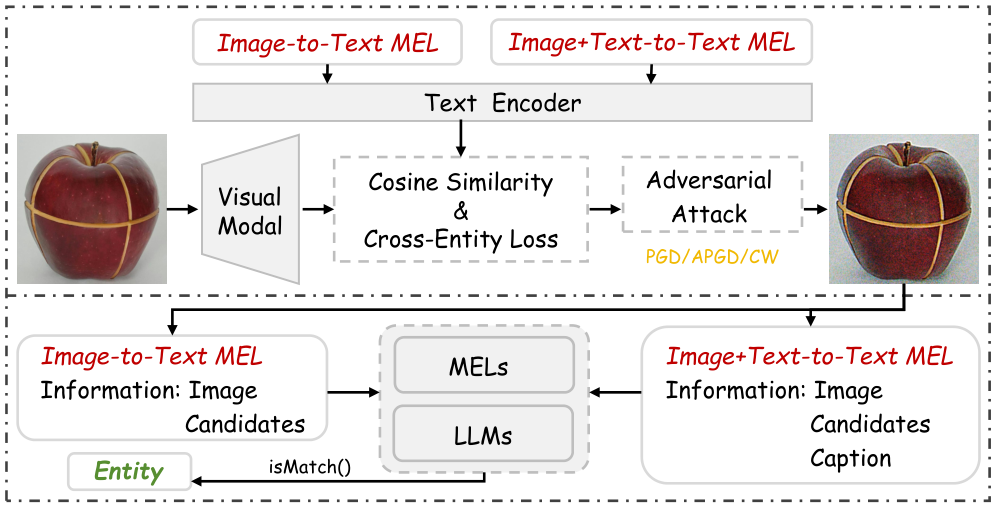 Image-to-Text MEL
Image+Text-to-Text MEL
Text Encoder
Visual
Modal
Cosine Similarity
&
Cross-Entity Loss
Adversarial
Attack
PGD/APGD/CW
Image-to-Text MEL
Information: Image
Candidates
MELs
LLMs
Image+Text-to-Text MEL
Information: Image
Candidates
Caption
Entity
isMatch()